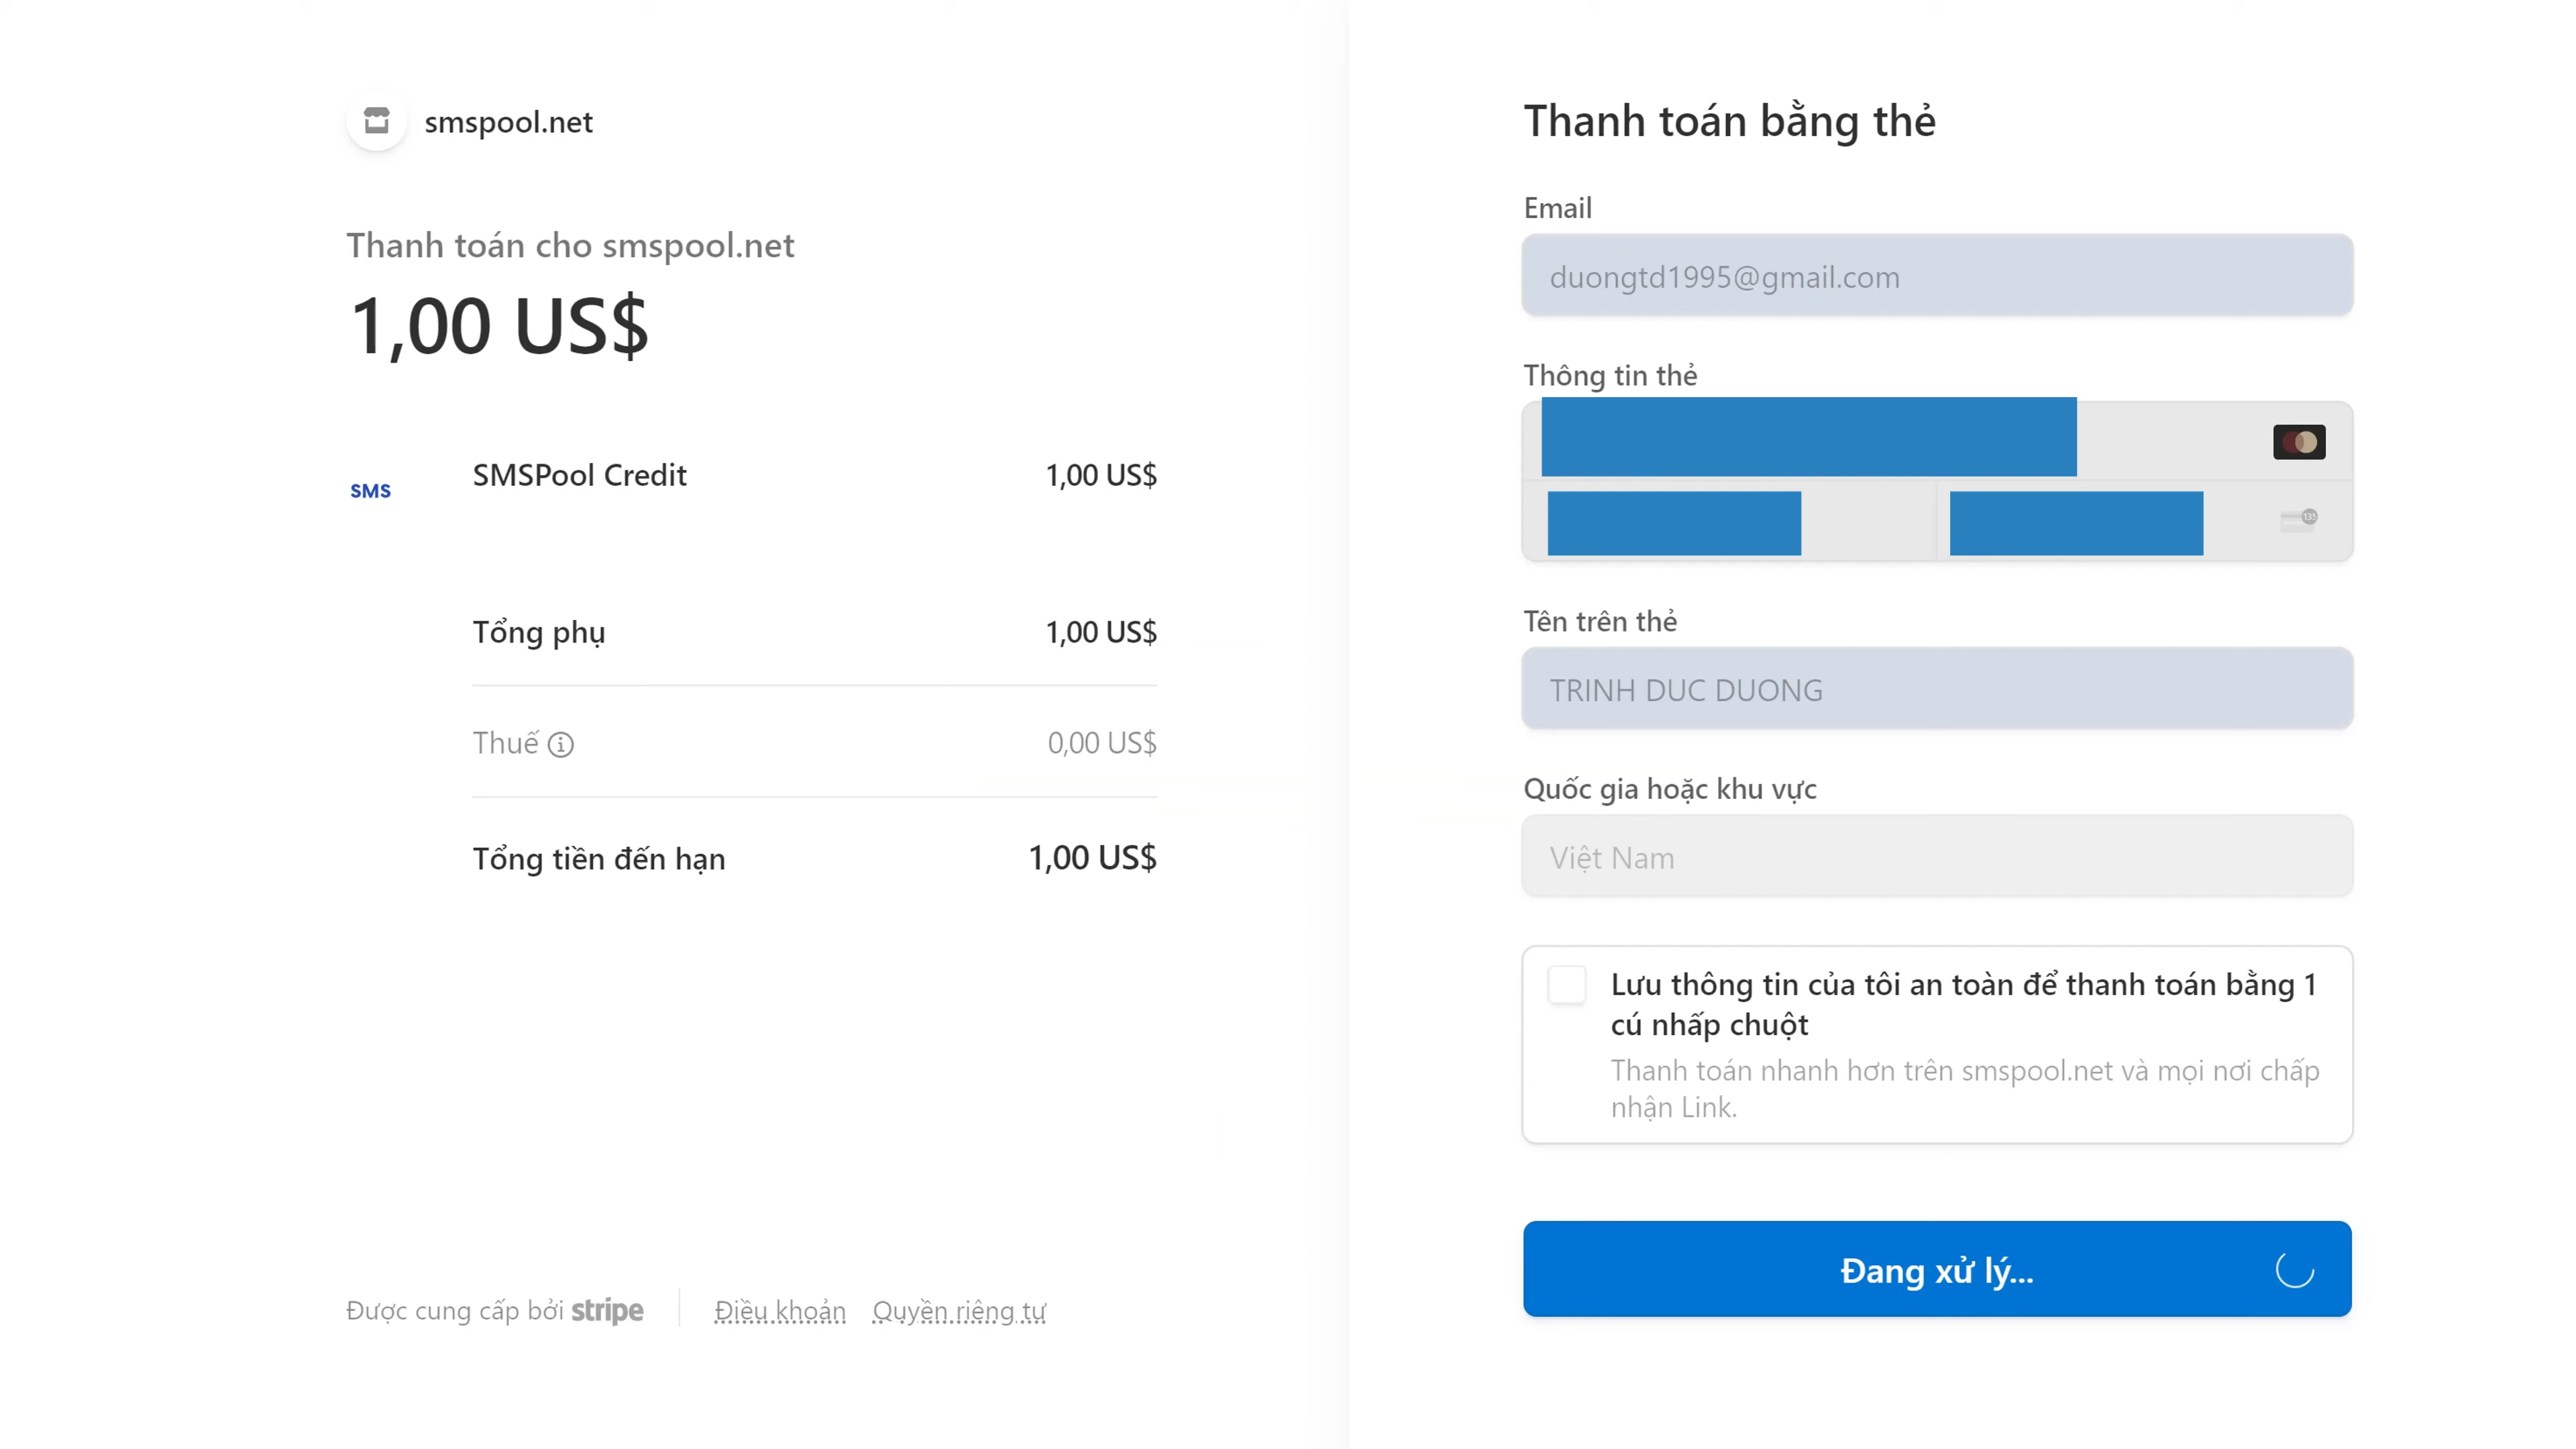 smspool.net
Thanh toán cho smspool.net
1,00 US$
SMS
SMSPool Credit 1,00 US$
Tổng phụ 1,00 US$
Thuế 0,00 US$
Tổng tiền đến hạn 1,00 US$
Được cung cấp bởi stripe Điều khoản Quyền riêng tư
Thanh toán bằng thẻ
Email
duongtd1995@gmail.com
Thông tin thẻ
135
Tên trên thẻ
TRINH DUC DUONG
Quốc gia hoặc khu vực
Việt Nam
Lưu thông tin của tôi an toàn để thanh toán bằng 1
cú nhấp chuột
Thanh toán nhanh hơn trên smspool.net và mọi nơi chấp
nhận Link.
Đang xử lý...